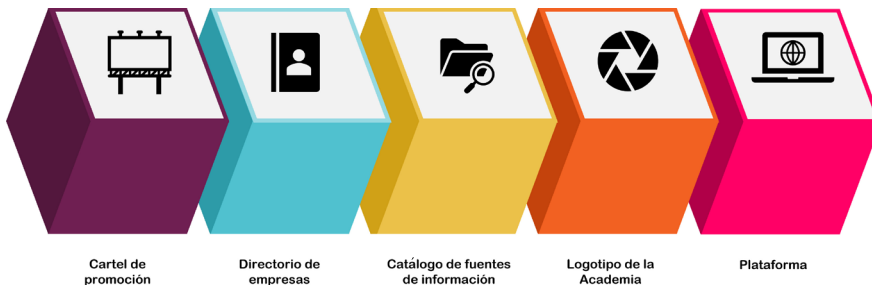 Cartel de
promoción
Directorio de
empresas
Catálogo de fuentes
de información
Logotipo de la
Academia
Plataforma